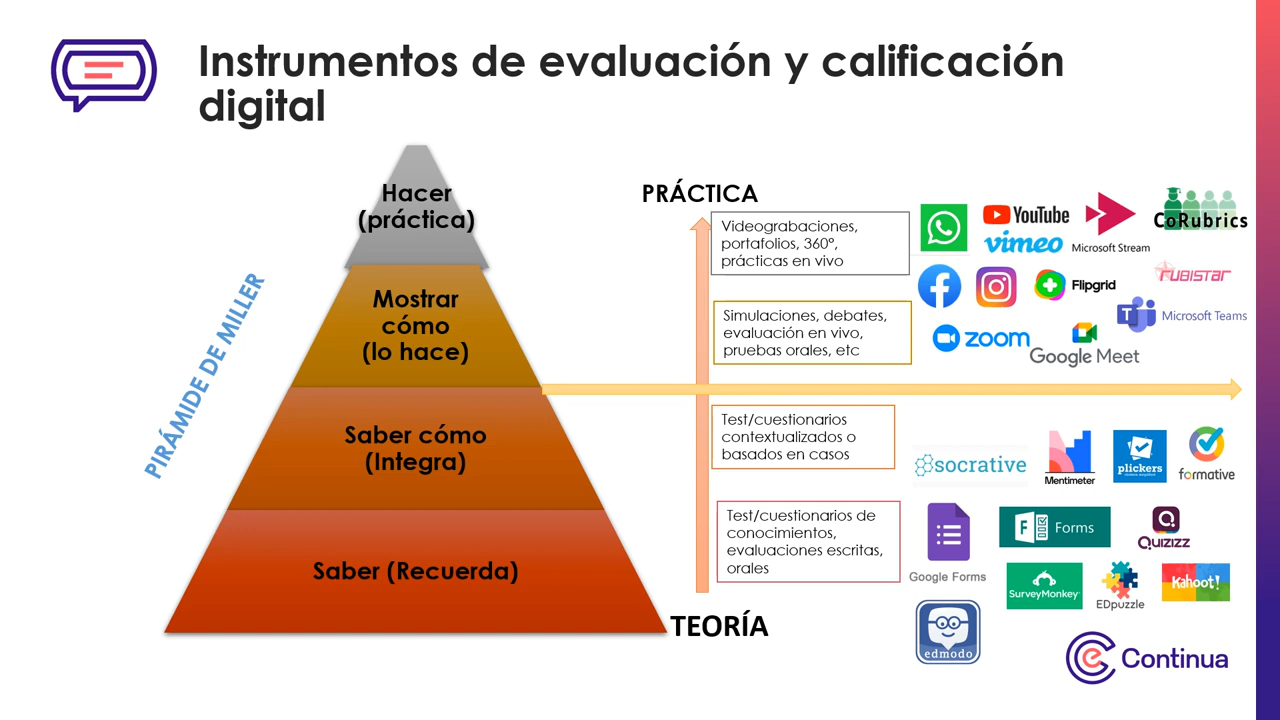 Instrumentos de evaluación y calificación
digital
PIRÁMIDE DE MILLER
Hacer
(práctica)
Mostrar
cómo
(lo hace)
Saber cómo
(Integra)
Saber (Recuerda)
PRÁCTICA
Videograbaciones,
portafolios, 360°,
prácticas en vivo
Simulaciones, debates,
evaluación en vivo,
pruebas orales, etc
Test/cuestionarios
contextualizados o
basados en casos
Test/cuestionarios de
conocimientos,
evaluaciones escritas,
orales
TEORÍA
YouTube
vimeo
Microsoft Stream
CoRubrics
Flipgrid
RUBISTAR
Microsoft Teams
zoom
Google Meet
socrative
Mentimeter
plickers
formative
Google Forms
Forms
Quizizz
SurveyMonkey
EDpuzzle
Kahoot!
edmodo
Continua